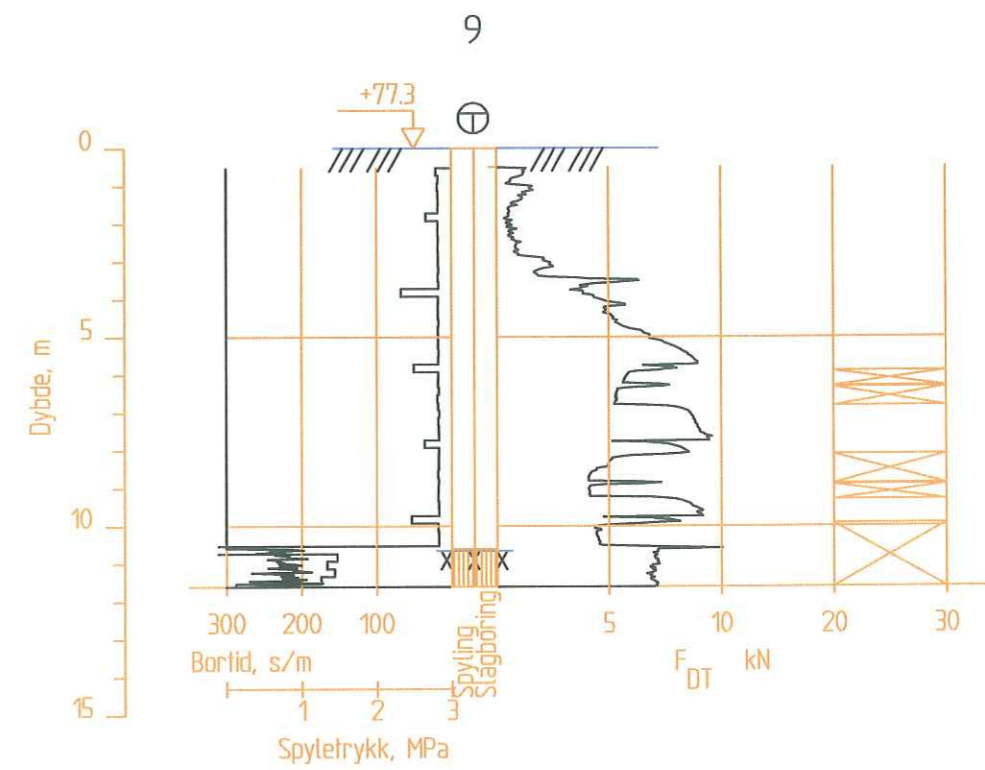 9
+77.3
0
5
10
15
Dybde, m
300 200 100
Bortid, s/m
1 2 3
Spyletrykk, MPa
Spyling
Slagboring
5 10 20 30
F_DT kN
T
X X X